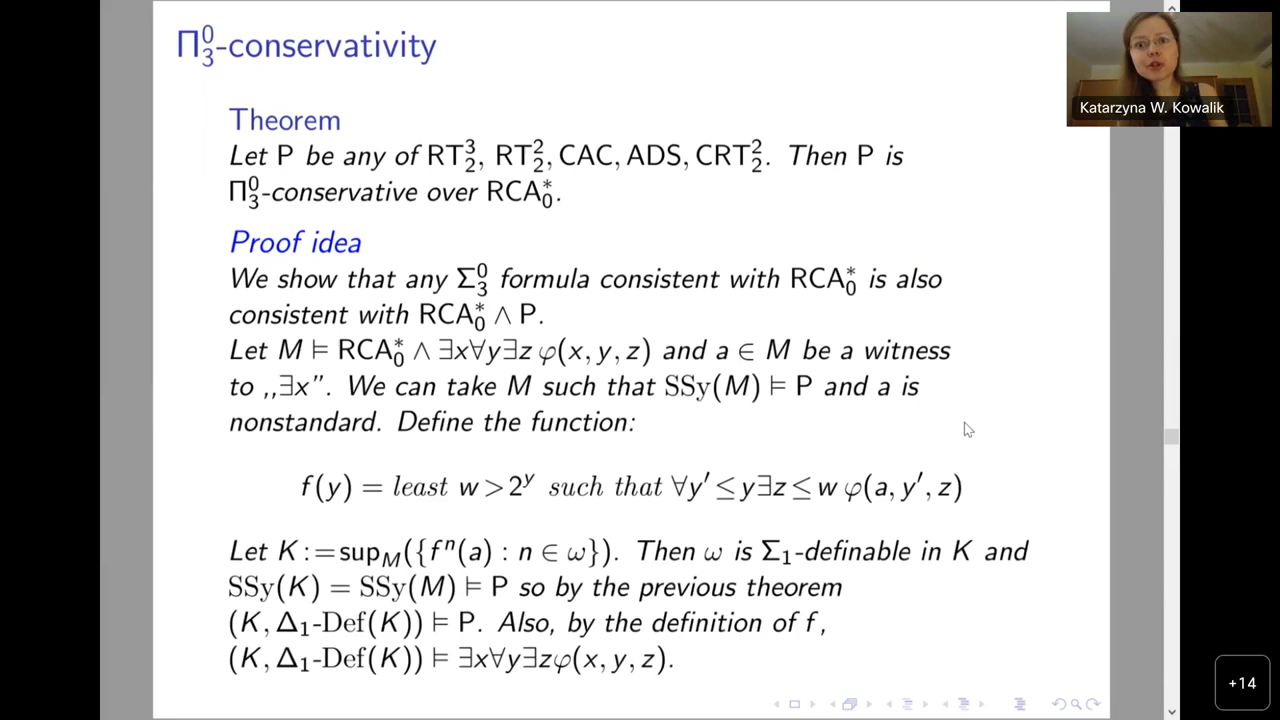 Π⁰₃-conservativity
Katarzyna W. Kowalik
Theorem
Let P be any of RT³₂, RT²₂, CAC, ADS, CRT²₂. Then P is
Π⁰₃-conservative over RCA*₀.
Proof idea
We show that any Σ⁰₃ formula consistent with RCA*₀ is also
consistent with RCA*₀ ∧ P.
Let M ⊨ RCA*₀ ∧ ∃x∀y∃z φ(x, y, z) and a ∈ M be a witness
to ,,∃x”. We can take M such that SSy(M) ⊨ P and a is
nonstandard. Define the function:
f(y) = least w > 2ʸ such that ∀y′ ≤ y∃z ≤ w φ(a, y′, z)
Let K := sup_M({fⁿ(a) : n ∈ ω}). Then ω is Σ₁-definable in K and
SSy(K) = SSy(M) ⊨ P so by the previous theorem
(K, Δ₁-Def(K)) ⊨ P. Also, by the definition of f,
(K, Δ₁-Def(K)) ⊨ ∃x∀y∃zφ(x, y, z).
+14